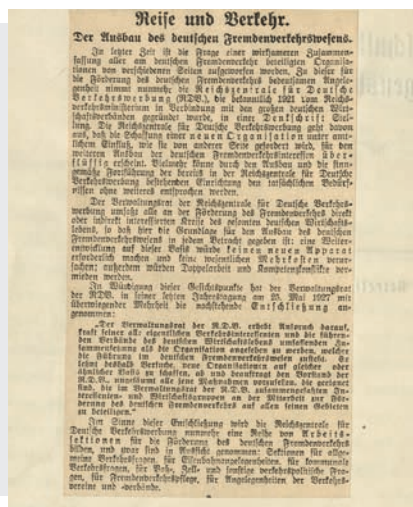 Reise und Verkehr.
Der Ausbau des deutschen Fremdenverkehrswesens.
In letzter Zeit ist die Frage einer wirksameren Zusammen-
fassung aller am deutschen Fremdenverkehr beteiligten Organisa-
tionen von verschiedenen Seiten aufgeworfen worden. Zu dieser für
die Förderung des deutschen Fremdenverkehrs bedeutsamen Angele-
genheit nimmt nunmehr die Reichszentrale für Deutsche
Verkehrswerbung (RDV.), die bekanntlich 1921 vom Reichs-
verkehrsministerium in Verbindung mit den großen deutschen Wirt-
schaftsverbänden gegründet wurde, in einer Denkschrift Stel-
lung. Die Reichszentrale für Deutsche Verkehrswerbung geht davon
aus, daß die Schaffung einer neuen Organisation unter amt-
lichem Einfluß, wie sie von anderer Seite gefordert wird, für den
weiteren Ausbau der deutschen Fremdenverkehrsinteressen über-
flüssig erscheint. Vielmehr könne durch den Ausbau und die sinn-
gemäße Fortführung der bereits in der Reichszentrale für Deutsche
Verkehrswerbung bestehenden Einrichtung den tatsächlichen Bedürf-
nissen ohne weiteres entsprochen werden.
Der Verwaltungsrat der Reichszentrale für Deutsche Verkehrs-
werbung umfaßt alle an der Förderung des Fremdenverkehrs direkt
oder indirekt interessierten Kreise des gesamten deutschen Wirtschafts-
lebens, so daß hier die Grundlage für den Ausbau des deutschen
Fremdenverkehrswesens in jedem Betracht gegeben ist; eine Weiter-
entwicklung auf dieser Basis würde keinen neuen Apparat
erforderlich machen und keine wesentlichen Mehrkosten verur-
sachen; außerdem würden Doppelarbeit und Kompetenzkonflikte ver-
mieden werden.
In Würdigung dieser Gesichtspunkte hat der Verwaltungsrat
der RDV. in seiner letzten Jahrestagung am 25. Mai 1927 mit
überwiegender Mehrheit die nachstehende Entschließung an-
genommen:
„Der Verwaltungsrat der R.D.V. erhebt Anspruch darauf,
kraft seiner alle eigentlichen Verkehrsinteressenten und die führen-
den Verbände des deutschen Wirtschaftslebens umfassenden Zu-
sammensetzung als die Organisation angesehen zu werden, welcher
die Führung im deutschen Fremdenverkehrswesen zusteht. Er
lehnt deshalb Versuche, neue Organisationen auf gleicher oder
ähnlicher Basis zu schaffen, ab und beauftragt den Vorstand der
R.D.V., ungesäumt alle jene Maßnahmen vorzusehen, die geeignet
sind, die im Verwaltungsrat der R.D.V. zusammengefaßten In-
teressenten- und Wirtschaftsgruppen an der Mitarbeit zur För-
derung des deutschen Fremdenverkehrs auf allen seinen Gebieten
zu beteiligen."
Im Sinne dieser Entschließung wird die Reichszentrale für
Deutsche Verkehrswerbung nunmehr eine Reihe von Arbeits-
sektionen für die Förderung des deutschen Fremdenverkehrs
bilden, und zwar sind in Aussicht genommen: Sektionen für allge-
meine Verkehrsfragen, für Eisenbahnangelegenheiten, für kommunale
Verkehrsfragen, für Paß-, Zoll- und sonstige verkehrspolitische Fra-
gen, für Fremdenverkehrspflege, für Angelegenheiten der Verkehrs-
vereine und -verbände.